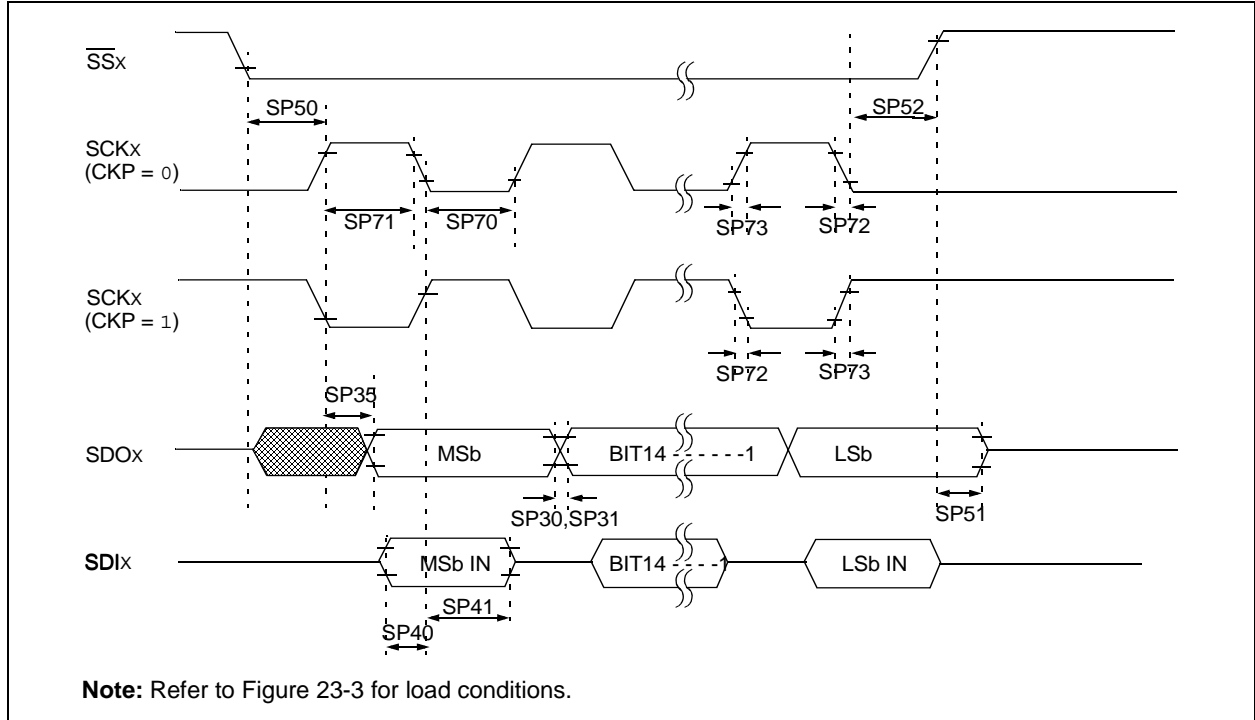 SSX
SP50
SP52
SCKX
(CKP = 0)
SP71
SP70
SP73
SP72
SCKX
(CKP = 1)
SP72
SP73
SP35
SDOX
MSb
BIT14 - - - - - -1
LSb
SP30,SP31
SP51
SDIX
MSb IN
BIT14 - - - -1
LSb IN
SP41
SP40
Note: Refer to Figure 23-3 for load conditions.